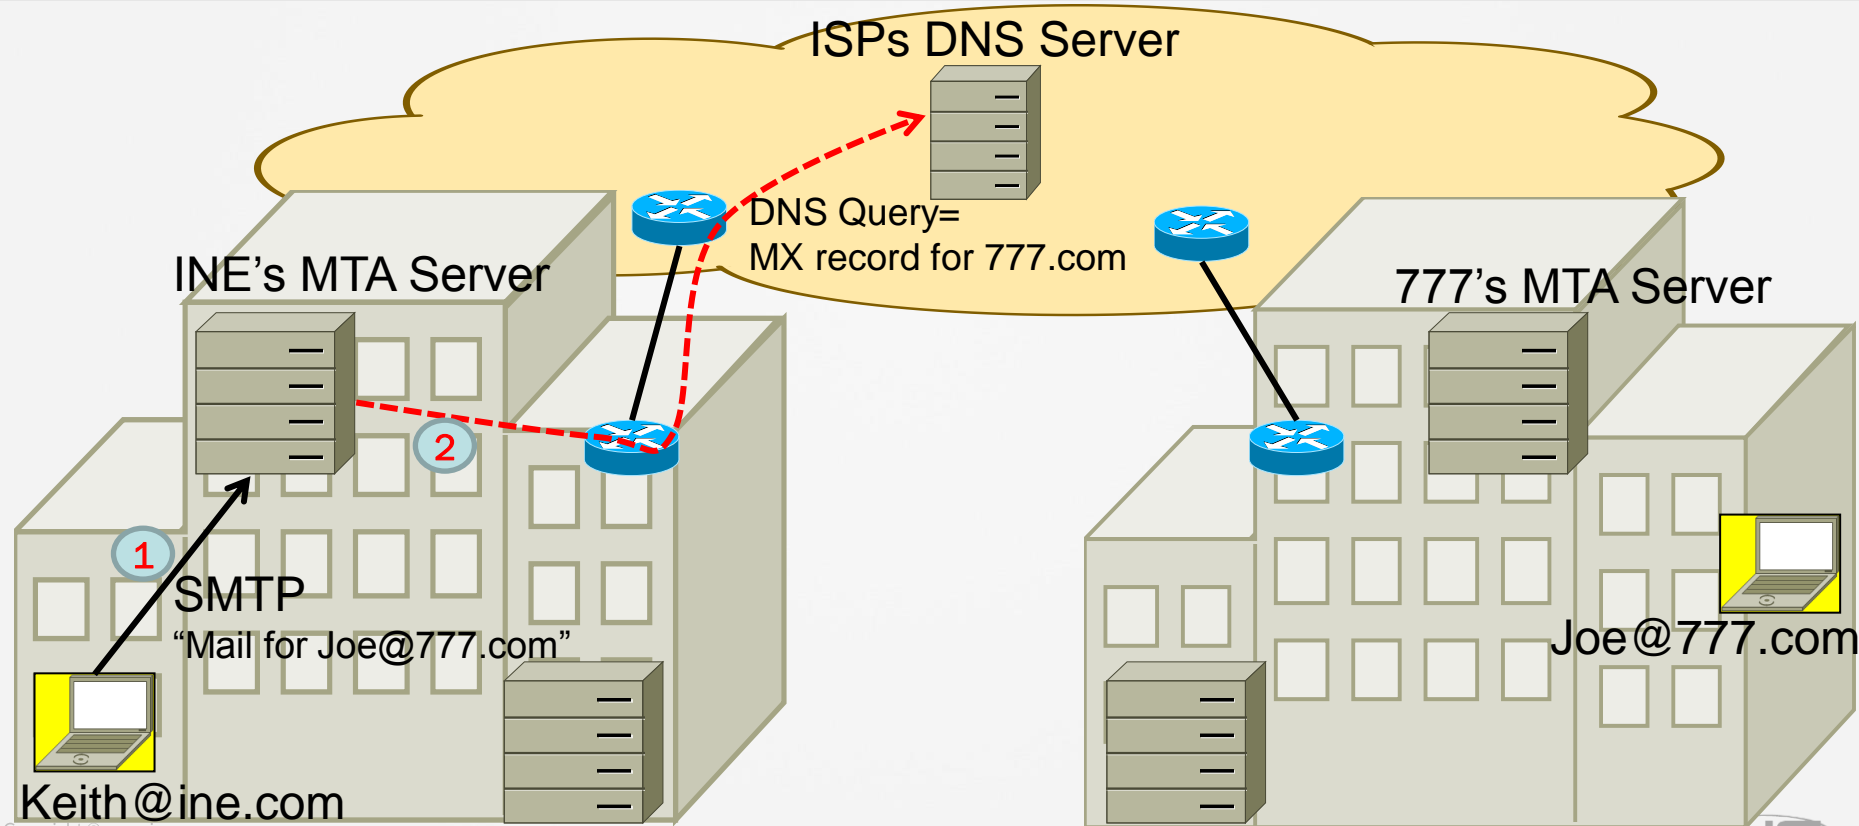 ISPs DNS Server
DNS Query=
MX record for 777.com
INE’s MTA Server
777’s MTA Server
2
1
SMTP
“Mail for Joe@777.com”
Joe@777.com
Keith@ine.com